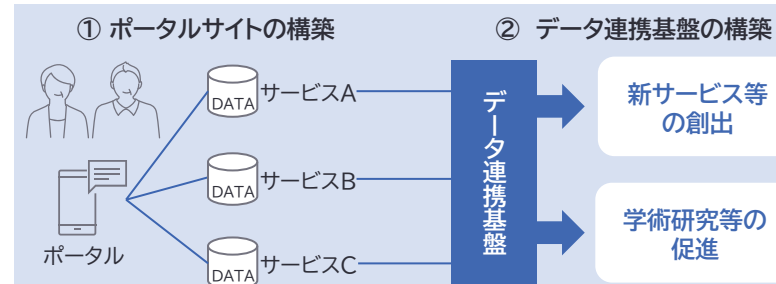 ① ポータルサイトの構築
② データ連携基盤の構築
DATA
サービスA
DATA
サービスB
DATA
サービスC
ポータル
データ連携基盤
新サービス等
の創出
学術研究等の
促進